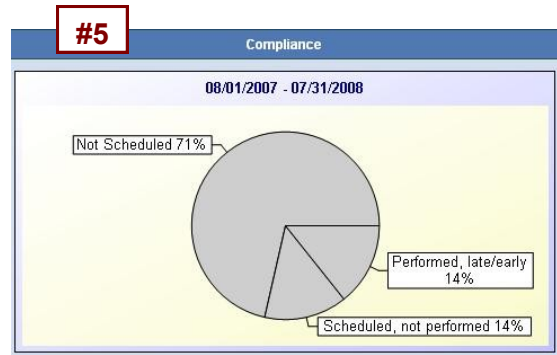 #5
Compliance
08/01/2007 - 07/31/2008
Not Scheduled 71%
Performed, late/early
14%
Scheduled, not performed 14%